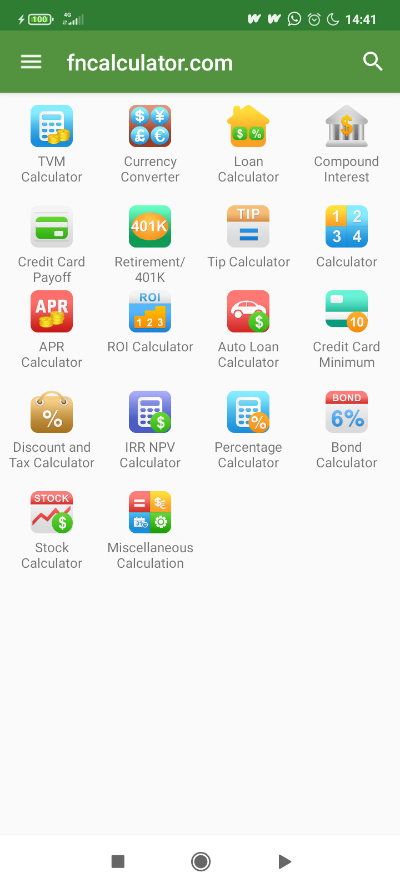 100 4G 14:41
fncalculator.com
TVM
Calculator
Currency
Converter
Loan
Calculator
Compound
Interest
Credit Card
Payoff
401K
Retirement/
401K
TIP
Tip Calculator
1 2
3 4
Calculator
APR
APR
Calculator
ROI
1 2 3
ROI Calculator
Auto Loan
Calculator
10
Credit Card
Minimum
%
Discount and
Tax Calculator
$
IRR NPV
Calculator
%
Percentage
Calculator
BOND
6%
Bond
Calculator
STOCK
$
Stock
Calculator
Miscellaneous
Calculation